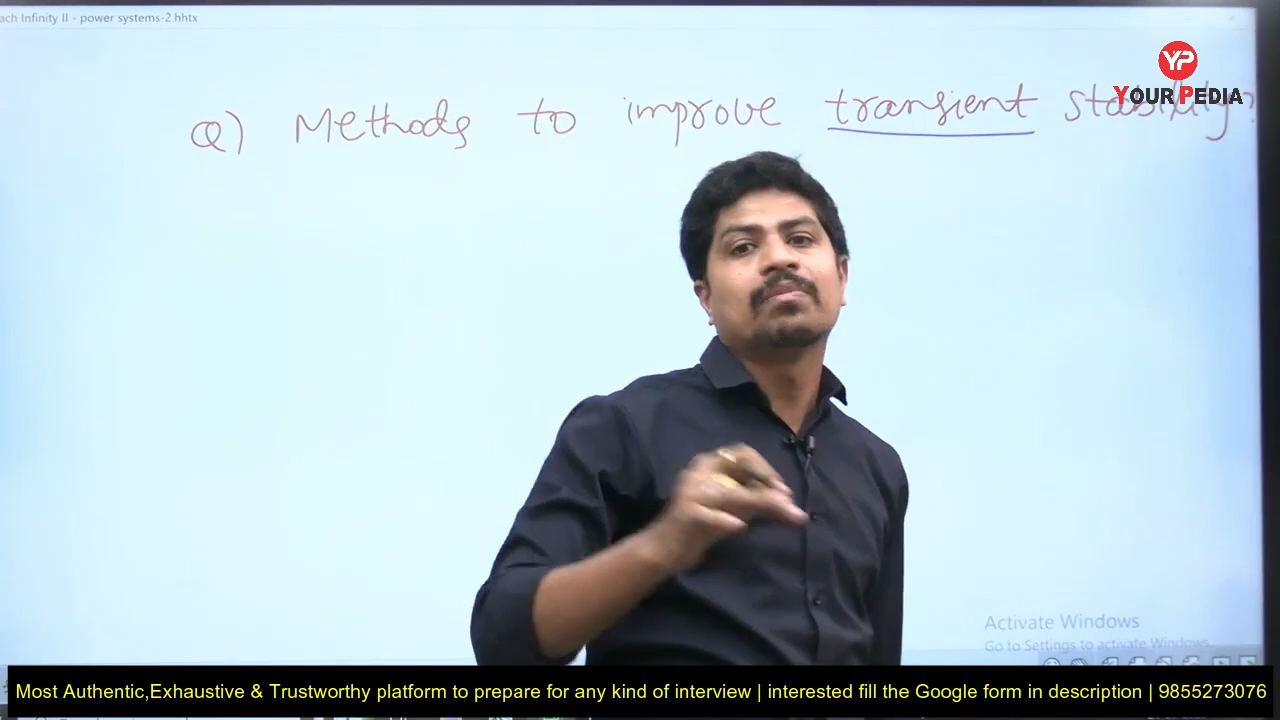 ach Infinity II - power systems-2.hhtx
YP
YOUR PEDIA
Q) Methods to improve transient stability?
Activate Windows
Go to Settings to activate Windows.
Most Authentic,Exhaustive & Trustworthy platform to prepare for any kind of interview | interested fill the Google form in description | 9855273076